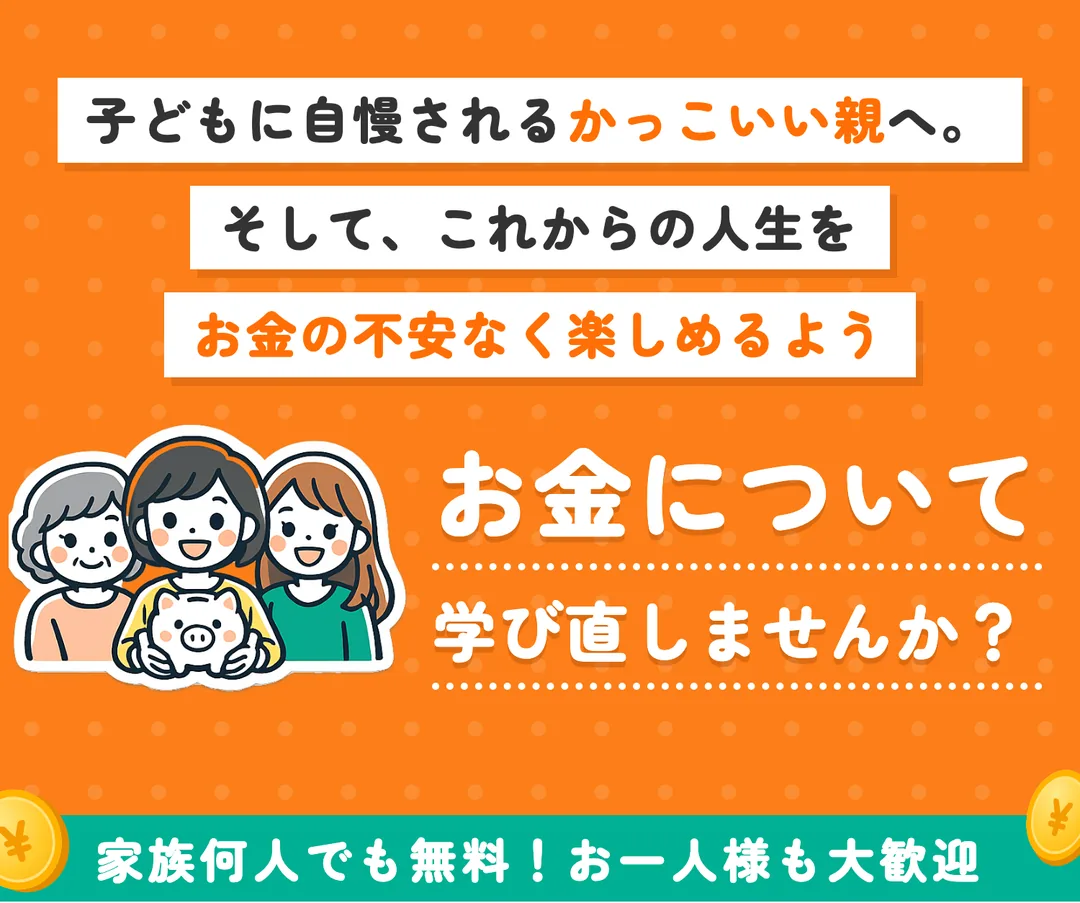 子どもに自慢されるかっこいい親へ。
そして、これからの人生を
お金の不安なく楽しめるよう
お金について
学び直しませんか？
¥
¥
家族何人でも無料！お一人様も大歓迎